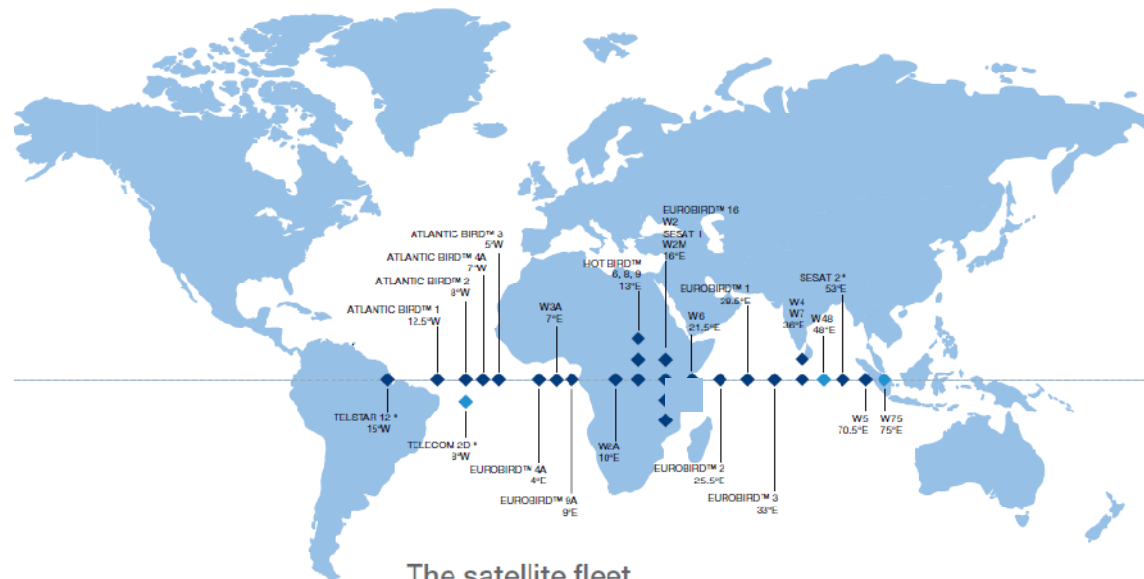 EUROBIRD™ 16
W2
SESAT 1
W2M
16°E
ATLANTIC BIRD™ 3
5°W
ATLANTIC BIRD™ 4A
7°W
HOT BIRD™
6, 8, 9
13°E
ATLANTIC BIRD™ 2
8°W
SESAT 2*
53°E
EUROBIRD™ 1
28.5°E
ATLANTIC BIRD™ 1
12.5°W
W3A
7°E
W6
21.5°E
W4
W7
36°E
W48
48°E
TELSTAR 12 *
15°W
TELECOM 2D *
8°W
W2A
10°E
W5
70.5°E
W75
75°E
EUROBIRD™ 4A
4°E
EUROBIRD™ 2
25.5°E
EUROBIRD™ 9A
9°E
EUROBIRD™ 3
33°E
The satellite fleet